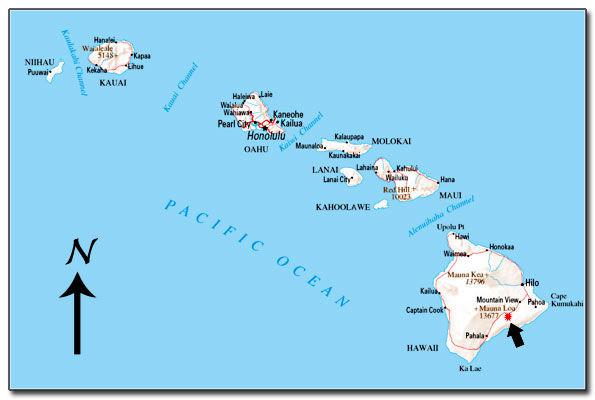 Hanalei
Waialeale
5148
Kapaa
Lihue
Kekaha
KAUAI
NIIHAU
Puuwai
Kaulakahi Channel
Kauai Channel
Haleiwa
Laie
Waialua
Wahiawa
Kaneohe
Kailua
Pearl City
Honolulu
OAHU
Kaiwi Channel
Kalaupapa
MOLOKAI
Maunaloa
Kaunakakai
LANAI
Lanai City
Lahaina
Kahului
Wailuku
Hana
Red Hill
10023
MAUI
KAHOOLAWE
Alenuihaha Channel
PACIFIC OCEAN
N
Upolu Pt
Hawi
Honokaa
Waimea
Mauna Kea
13796
Hilo
Cape
Kumukahi
Kailua
Mountain View
Pahoa
Captain Cook
Mauna Loa
13677
Pahala
HAWAII
Ka Lae